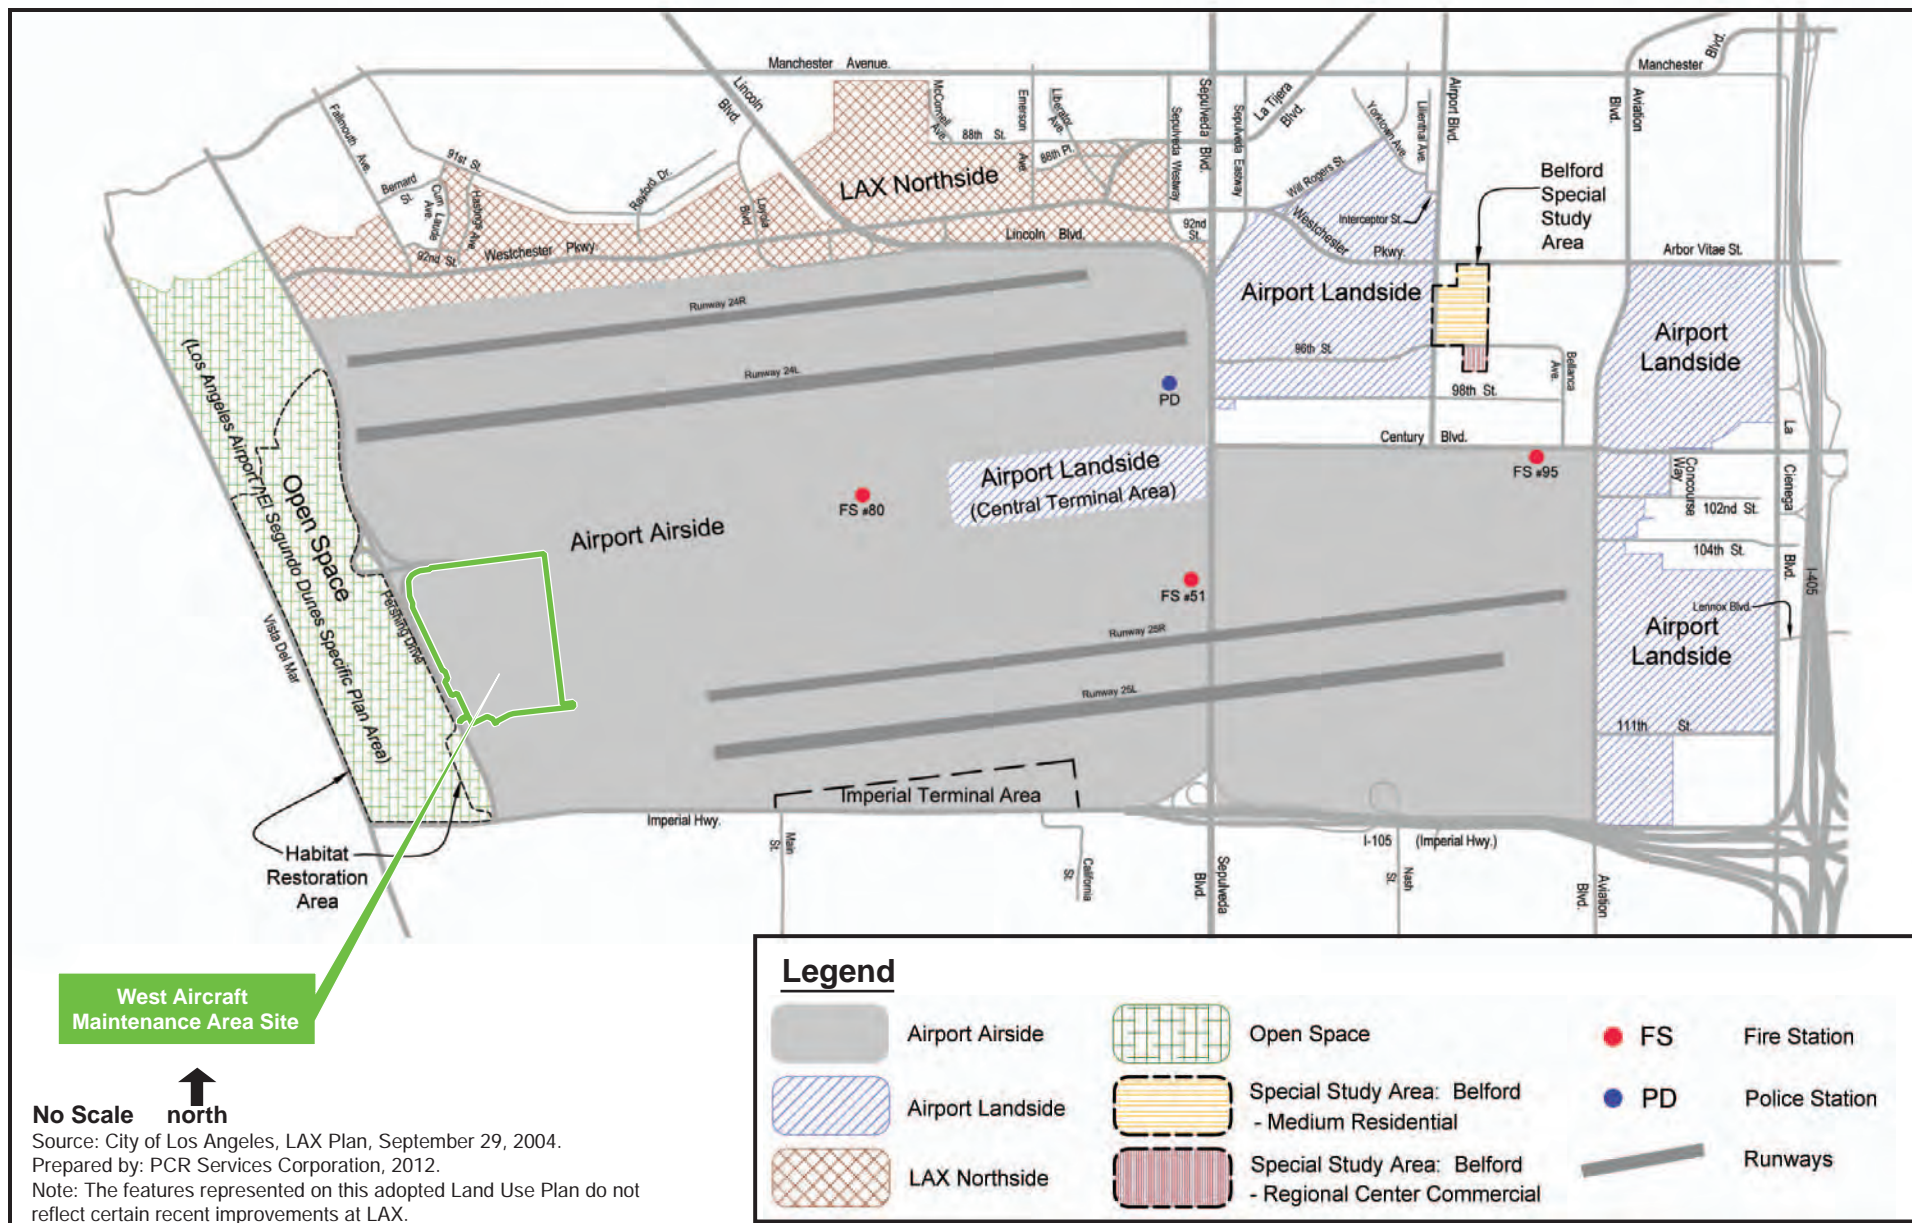 Manchester Avenue.
Manchester Blvd.
Lincoln Blvd.
Falmouth Ave.
91st St.
Bernard St.
Cum Laude Ave.
Hastings Ave.
92nd St.
Westchester Pkwy.
Rayford Dr.
Loyola Blvd
McConnell Ave.
88th St.
Emerson Ave.
Liberator Ave.
88th Pl.
LAX Northside
Lincoln Blvd.
Sepulveda Westway
Sepulveda Blvd.
Sepulveda Eastway
92nd St.
La Tijera Blvd.
Will Rogers St.
Westchester Pkwy.
Yorktown Ave.
Lilienthal Ave.
Interceptor St.
Airport Blvd.
Aviation Blvd.
Belford
Special
Study
Area
Arbor Vitae St.
Airport Landside
Airport
Landside
96th St.
98th St.
Bellanca Ave.
Century Blvd.
Runway 24R
Runway 24L
PD
Airport Landside
(Central Terminal Area)
FS #80
FS #95
FS #51
Airport Airside
Open Space
(Los Angeles Airport / El Segundo Dunes Specific Plan Area)
Pershing Drive
Vista Del Mar
Concourse Way
102nd St.
104th St.
La Cienega Blvd.
I-405
Lennox Blvd.
Airport
Landside
111th St.
Runway 25R
Runway 25L
Imperial Terminal Area
Imperial Hwy.
Main St.
California St.
Sepulveda Blvd.
I-105 (Imperial Hwy.)
Nash St.
Aviation Blvd.
Habitat
Restoration
Area
West Aircraft
Maintenance Area Site
No Scale north
Source: City of Los Angeles, LAX Plan, September 29, 2004.
Prepared by: PCR Services Corporation, 2012.
Note: The features represented on this adopted Land Use Plan do not
reflect certain recent improvements at LAX.
Legend
Airport Airside
Airport Landside
LAX Northside
Open Space
Special Study Area: Belford
- Medium Residential
Special Study Area: Belford
- Regional Center Commercial
FS Fire Station
PD Police Station
Runways